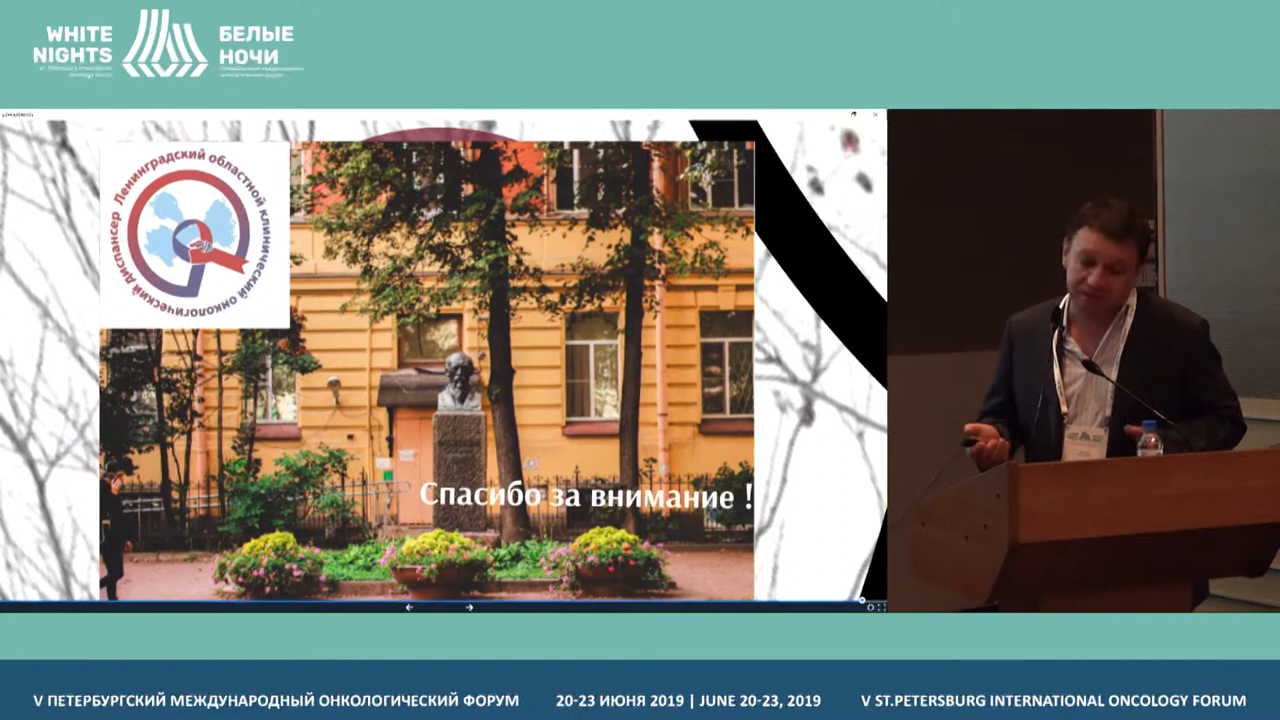 WHITE
NIGHTS
БЕЛЫЕ
НОЧИ
Ленинградский областной клинический онкологический диспансер
Спасибо за внимание !
V ПЕТЕРБУРГСКИЙ МЕЖДУНАРОДНЫЙ ОНКОЛОГИЧЕСКИЙ ФОРУМ
20-23 ИЮНЯ 2019 | JUNE 20-23, 2019
V ST.PETERSBURG INTERNATIONAL ONCOLOGY FORUM